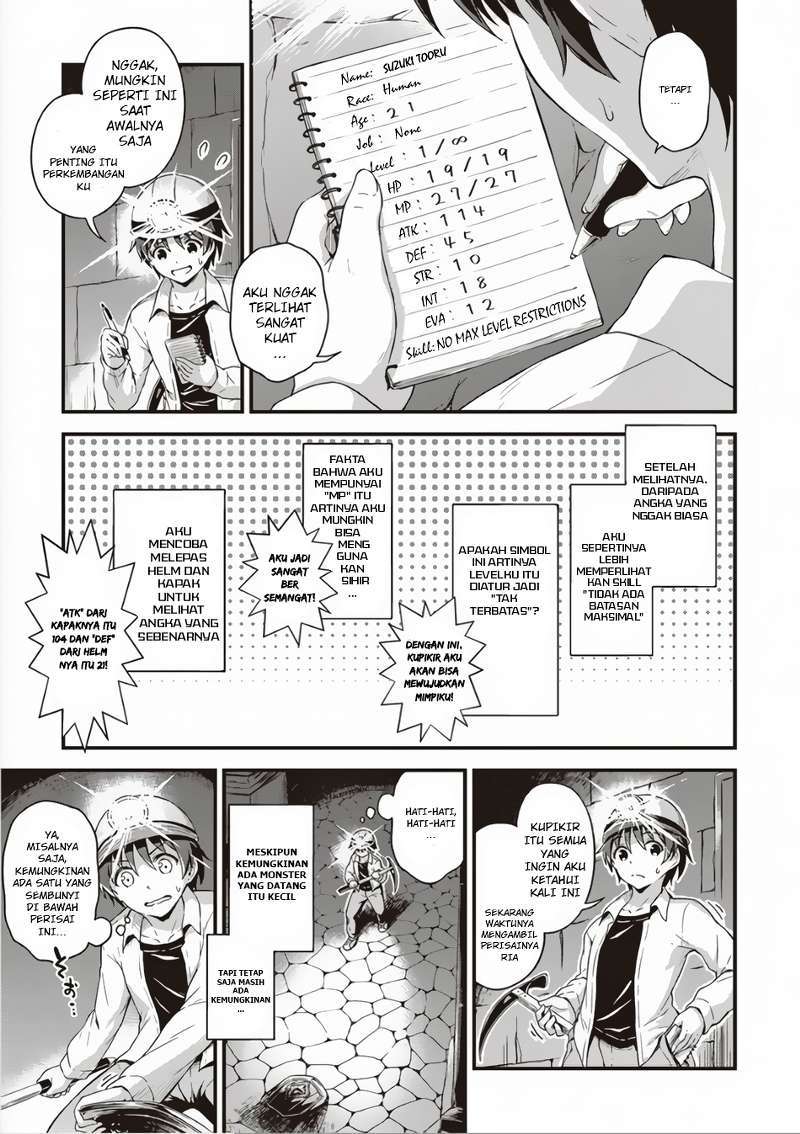 TETAPI
...
Name: SUZUKI TOORU
Race: Human
Age: 21
Job: None
Level: 1/∞
HP: 19/19
MP: 27/27
ATK: 114
DEF: 45
STR: 10
INT: 18
EVA: 12
Skill: NO MAX LEVEL RESTRICTIONS
AKU NGGAK
TERLIHAT
SANGAT
KUAT
...
NGGAK,
MUNGKIN
SEPERTI INI
SAAT
AWALNYA
SAJA
YANG
PENTING ITU
PERKEMBANGAN
KU
SETELAH
MELIHATNYA,
DARIPADA
ANGKA YANG
NGGAK BIASA
AKU
SEPERTINYA
LEBIH
MEMPERLIHAT
KAN SKILL
"TIDAK ADA
BATASAN
MAKSIMAL"
APAKAH SIMBOL
INI ARTINYA
LEVELKU ITU
DIATUR JADI
"TAK
TERBATAS"?
DENGAN INI,
KUPIKIR AKU
AKAN BISA
MEWUJUDKAN
MIMPIKU!
FAKTA
BAHWA AKU
MEMPUNYAI
"MP" ITU
ARTINYA AKU
MUNGKIN
BISA
MENG
GUNA
KAN
SIHIR
...
AKU JADI
SANGAT
BER
SEMANGAT!
AKU
MENCOBA
MELEPAS
HELM DAN
KAPAK
UNTUK
MELIHAT
ANGKA YANG
SEBENARNYA
"ATK" DARI
KAPAKNYA ITU
104 DAN "DEF"
DARI HELM
NYA ITU 21!
KUPIKIR
ITU SEMUA
YANG
INGIN AKU
KETAHUI
KALI INI
SEKARANG
WAKTUNYA
MENGAMBIL
PERISAINYA
RIA
HATI-HATI,
HATI-HATI
...
MESKIPUN
KEMUNGKINAN
ADA MONSTER
YANG DATANG
ITU KECIL
TAPI TETAP
SAJA MASIH
ADA
KEMUNGKINAN
...
YA,
MISALNYA
SAJA,
KEMUNGKINAN
ADA SATU YANG
SEMBUNYI
DI BAWAH
PERISAI
INI...